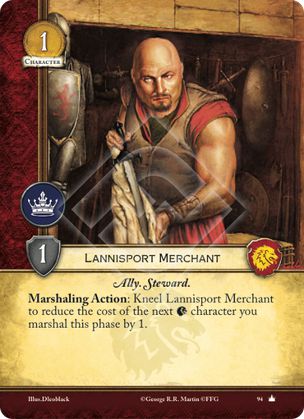 1
CHARACTER
1
LANNISPORT MERCHANT
Ally. Steward.
Marshaling Action: Kneel Lannisport Merchant
to reduce the cost of the next character you
marshal this phase by 1.
Illus.Dleoblack
©George R.R. Martin ©FFG
94